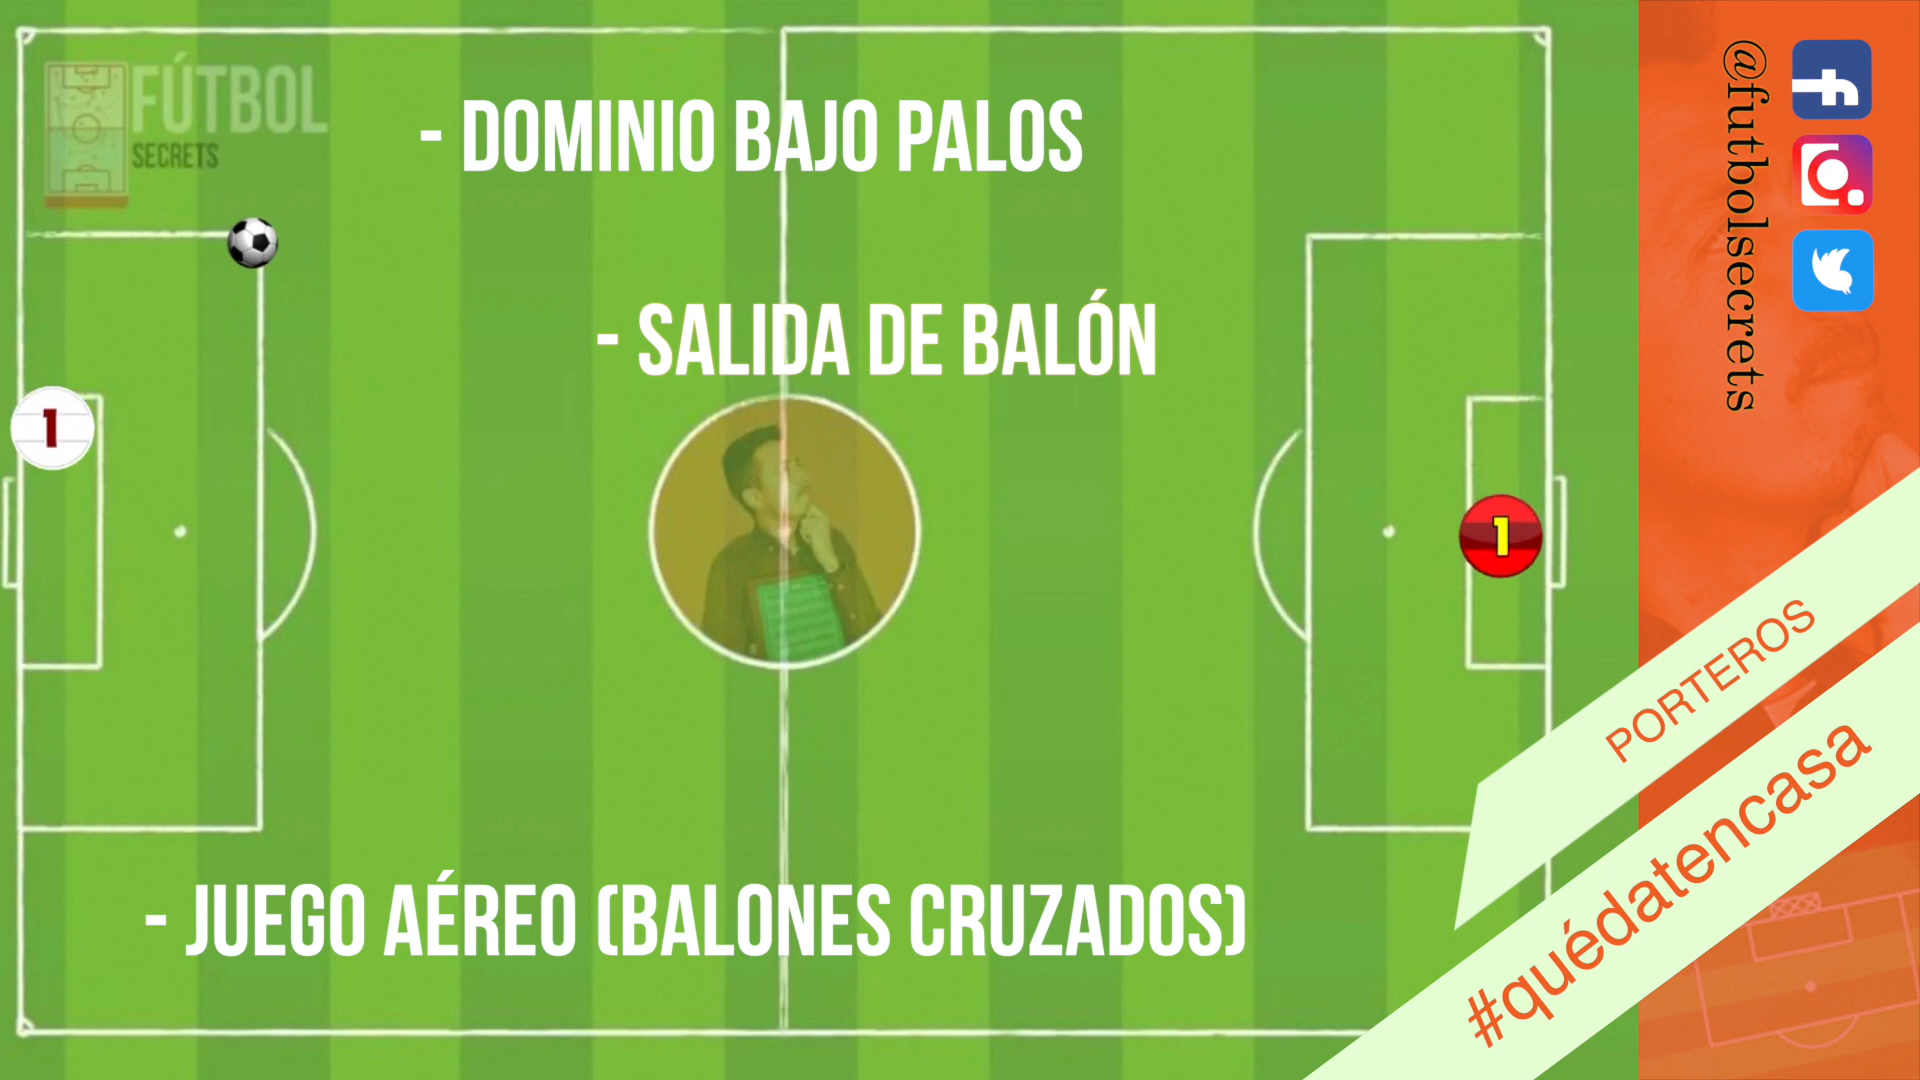 FÚTBOL
SECRETS
- DOMINIO BAJO PALOS
- SALIDA DE BALÓN
1
1
- JUEGO AÉREO (BALONES CRUZADOS)
@futbolsecrets
PORTEROS
#quédatencasa